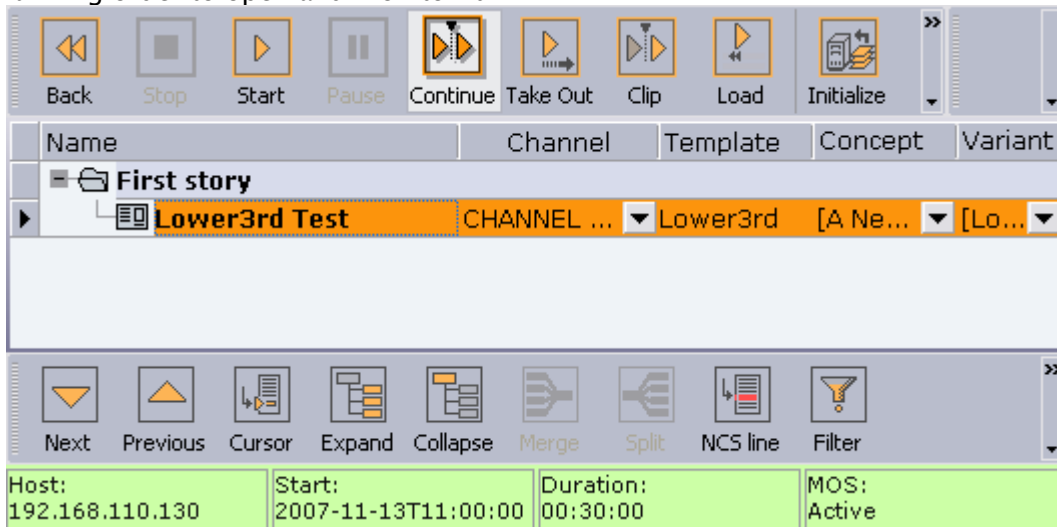 Back Stop Start Pause Continue Take Out Clip Load Initialize
Name Channel Template Concept Variant
First story
Lower3rd Test CHANNEL ... Lower3rd [A Ne... [Lo...
Next Previous Cursor Expand Collapse Merge Split NCS line Filter
Host: Start: Duration: MOS:
192.168.110.130 2007-11-13T11:00:00 00:30:00 Active